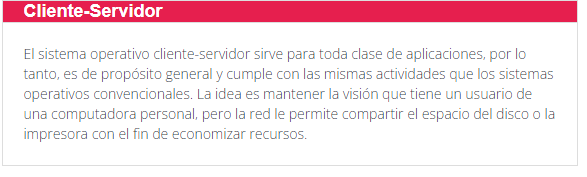 Cliente-Servidor
El sistema operativo cliente-servidor sirve para toda clase de aplicaciones, por lo
tanto, es de propósito general y cumple con las mismas actividades que los sistemas
operativos convencionales. La idea es mantener la visión que tiene un usuario de
una computadora personal, pero la red le permite compartir el espacio del disco o la
impresora con el fin de economizar recursos.